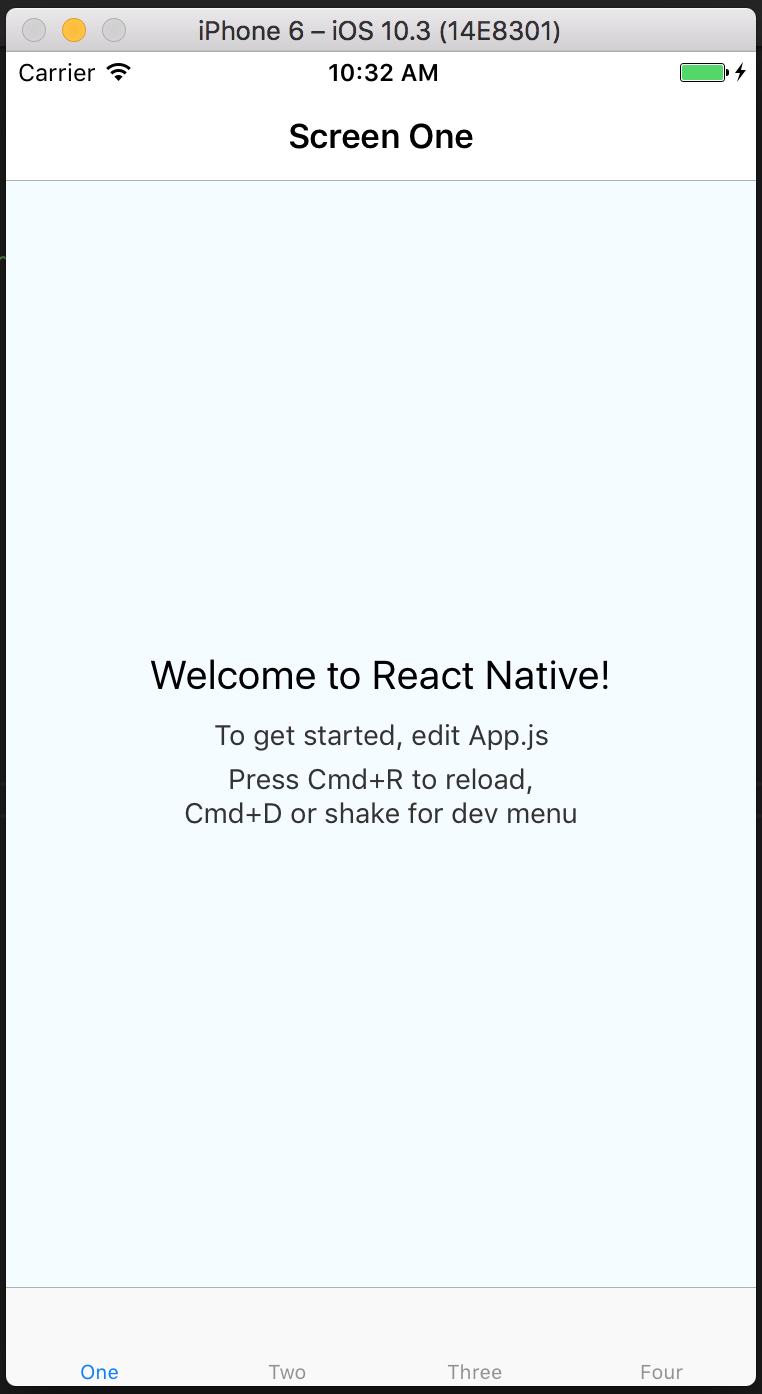 iPhone 6 – iOS 10.3 (14E8301)
Carrier 10:32 AM
Screen One
Welcome to React Native!
To get started, edit App.js
Press Cmd+R to reload,
Cmd+D or shake for dev menu
One Two Three Four